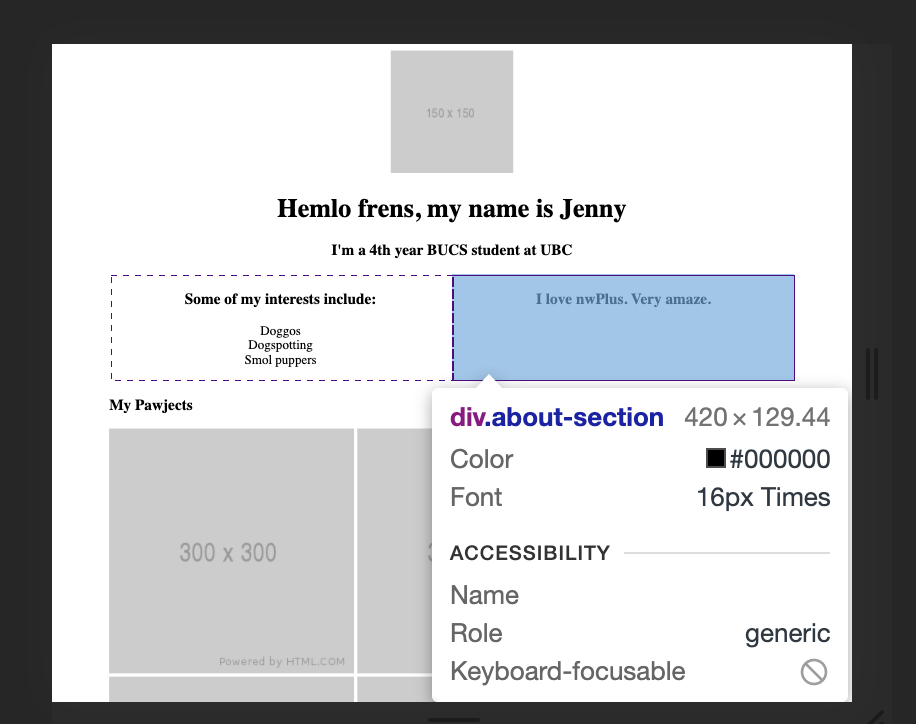 150 x 150
Hemlo frens, my name is Jenny
I'm a 4th year BUCS student at UBC
Some of my interests include:
Doggos
Dogspotting
Smol puppers
I love nwPlus. Very amaze.
My Pawjects
300 x 300
Powered by HTML.COM
div.about-section 420 × 129.44
Color #000000
Font 16px Times
ACCESSIBILITY
Name
Role generic
Keyboard-focusable